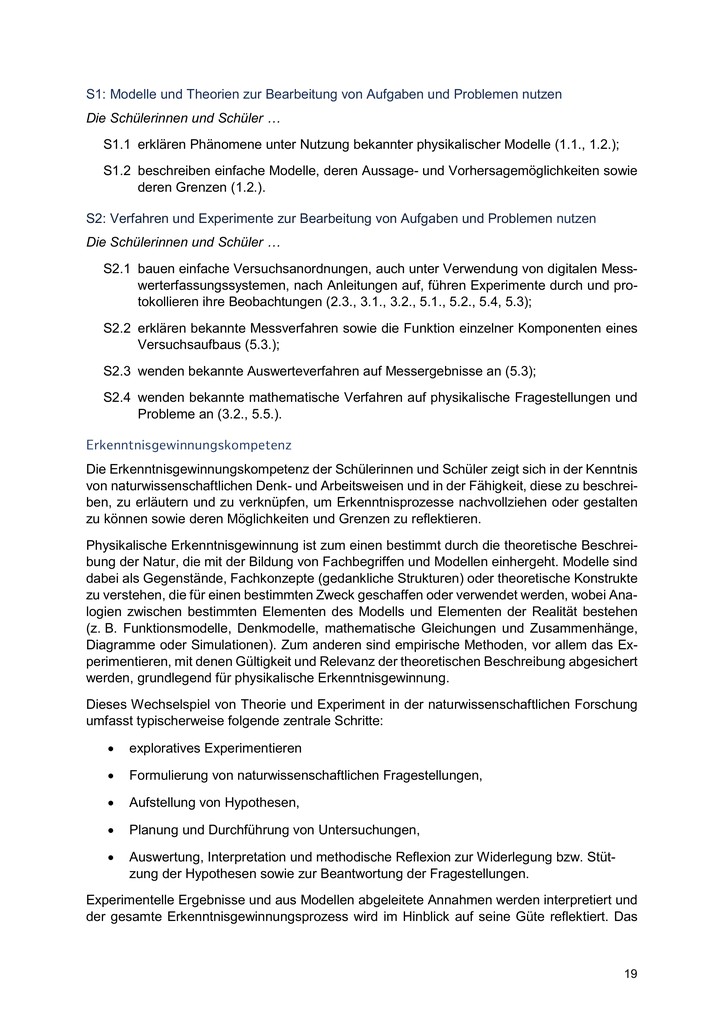 S1: Modelle und Theorien zur Bearbeitung von Aufgaben und Problemen nutzen
Die Schülerinnen und Schüler …
S1.1 erklären Phänomene unter Nutzung bekannter physikalischer Modelle (1.1., 1.2.);
S1.2 beschreiben einfache Modelle, deren Aussage- und Vorhersagemöglichkeiten sowie
deren Grenzen (1.2.).
S2: Verfahren und Experimente zur Bearbeitung von Aufgaben und Problemen nutzen
Die Schülerinnen und Schüler …
S2.1 bauen einfache Versuchsanordnungen, auch unter Verwendung von digitalen Mess-
werterfassungssystemen, nach Anleitungen auf, führen Experimente durch und pro-
tokollieren ihre Beobachtungen (2.3., 3.1., 3.2., 5.1., 5.2., 5.4, 5.3);
S2.2 erklären bekannte Messverfahren sowie die Funktion einzelner Komponenten eines
Versuchsaufbaus (5.3.);
S2.3 wenden bekannte Auswerteverfahren auf Messergebnisse an (5.3);
S2.4 wenden bekannte mathematische Verfahren auf physikalische Fragestellungen und
Probleme an (3.2., 5.5.).
Erkenntnisgewinnungskompetenz
Die Erkenntnisgewinnungskompetenz der Schülerinnen und Schüler zeigt sich in der Kenntnis
von naturwissenschaftlichen Denk- und Arbeitsweisen und in der Fähigkeit, diese zu beschrei-
ben, zu erläutern und zu verknüpfen, um Erkenntnisprozesse nachvollziehen oder gestalten
zu können sowie deren Möglichkeiten und Grenzen zu reflektieren.
Physikalische Erkenntnisgewinnung ist zum einen bestimmt durch die theoretische Beschrei-
bung der Natur, die mit der Bildung von Fachbegriffen und Modellen einhergeht. Modelle sind
dabei als Gegenstände, Fachkonzepte (gedankliche Strukturen) oder theoretische Konstrukte
zu verstehen, die für einen bestimmten Zweck geschaffen oder verwendet werden, wobei Ana-
logien zwischen bestimmten Elementen des Modells und Elementen der Realität bestehen
(z. B. Funktionsmodelle, Denkmodelle, mathematische Gleichungen und Zusammenhänge,
Diagramme oder Simulationen). Zum anderen sind empirische Methoden, vor allem das Ex-
perimentieren, mit denen Gültigkeit und Relevanz der theoretischen Beschreibung abgesichert
werden, grundlegend für physikalische Erkenntnisgewinnung.
Dieses Wechselspiel von Theorie und Experiment in der naturwissenschaftlichen Forschung
umfasst typischerweise folgende zentrale Schritte:
• exploratives Experimentieren
• Formulierung von naturwissenschaftlichen Fragestellungen,
• Aufstellung von Hypothesen,
• Planung und Durchführung von Untersuchungen,
• Auswertung, Interpretation und methodische Reflexion zur Widerlegung bzw. Stüt-
zung der Hypothesen sowie zur Beantwortung der Fragestellungen.
Experimentelle Ergebnisse und aus Modellen abgeleitete Annahmen werden interpretiert und
der gesamte Erkenntnisgewinnungsprozess wird im Hinblick auf seine Güte reflektiert. Das
19